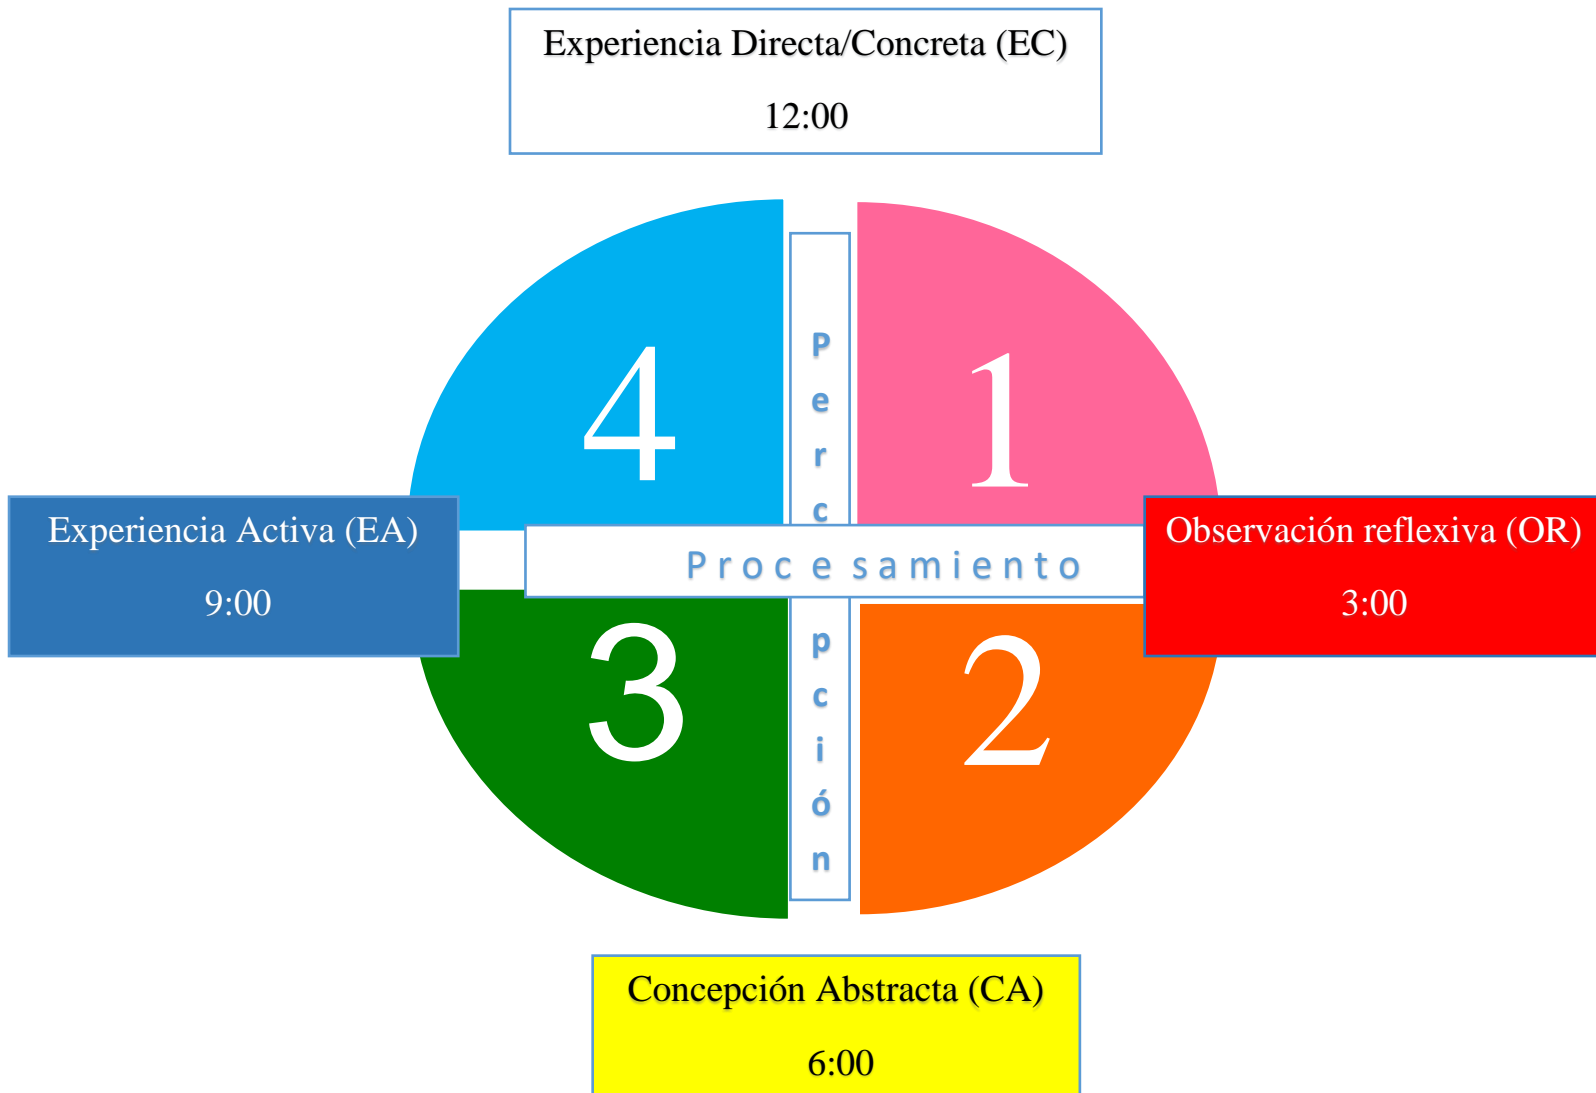 Experiencia Directa/Concreta (EC)
12:00
4
1
Percepción
Experiencia Activa (EA)
9:00
Procesamiento
Observación reflexiva (OR)
3:00
3
2
Concepción Abstracta (CA)
6:00